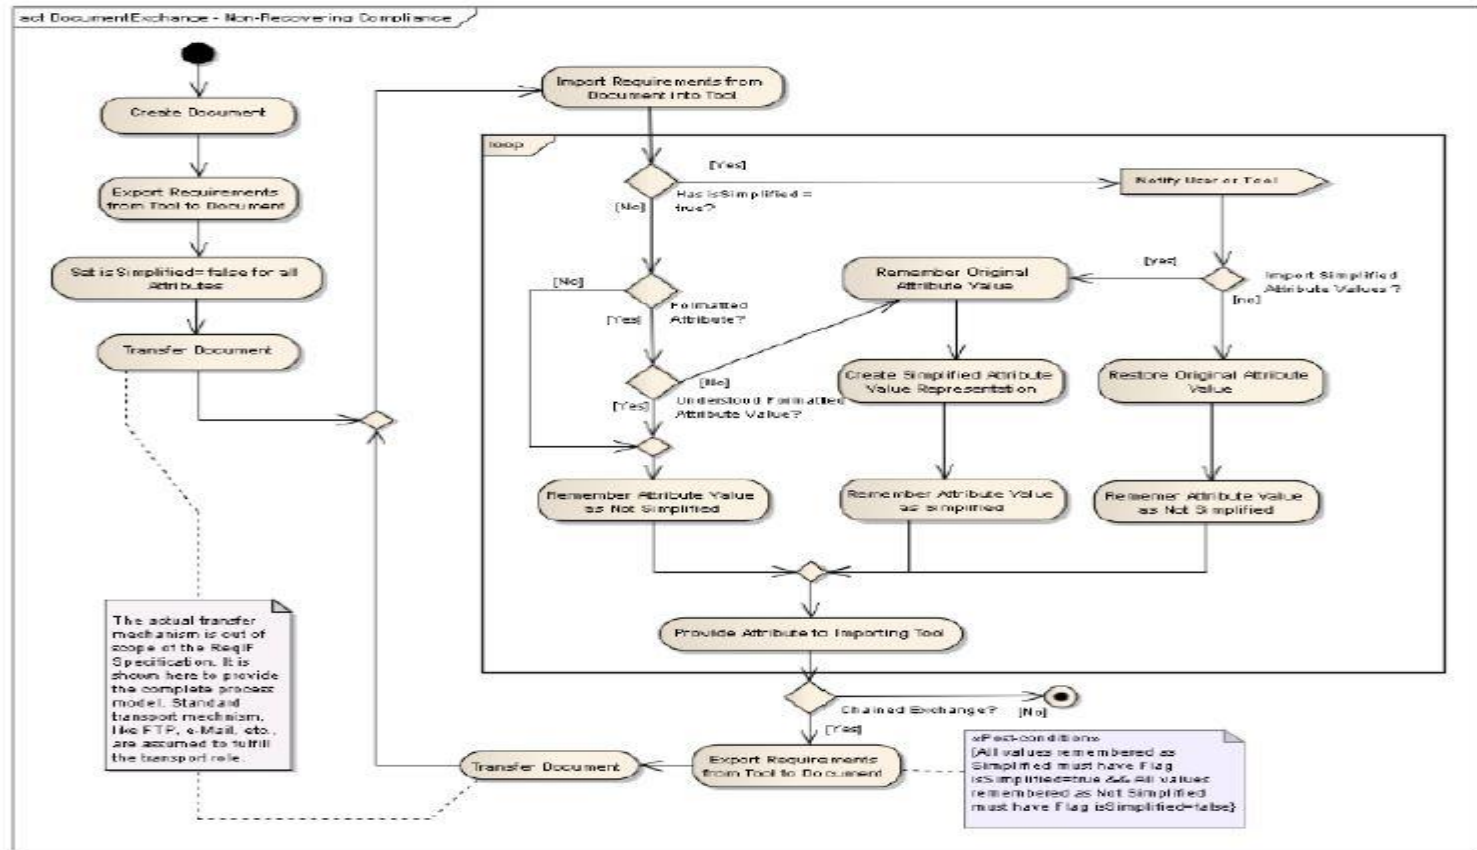 act DocumentExchange - Non-Recovering Compliance
Create Document
Export Requirements
from Tool to Document
Set isSimplified=false for all
Attributes
Transfer Document
Import Requirements from
Document into Tool
loop
[Yes]
Has isSimplified =
true?
[No]
Notify User or Tool
[No]
Formatted
Attribute?
[Yes]
Remember Original
Attribute Value
[yes]
Import Simplified
Attribute Values ?
[no]
[No]
Understood Formatted
Attribute Value?
[Yes]
Create Simplified Attribute
Value Representation
Restore Original Attribute
Value
Remember Attribute Value
as Not Simplified
Remember Attribute Value
as Simplified
Rememer Attribute Value
as Not Simplified
Provide Attribute to Importing Tool
The actual transfer
mechanism is out of
scope of the ReqIF
Specification. It is
shown here to provide
the complete process
model. Standard
transport mechnism,
like FTP, e-Mail, etc.,
are assumed to fulfill
the transport role.
Chained Exchange?
[No]
[Yes]
Export Requirements
from Tool to Document
Transfer Document
«Post-condition»
{All values remembered as
Simplified must have Flag
isSimplified=true && All values
remembered as Not Simplified
must have Flag isSimplified=false}